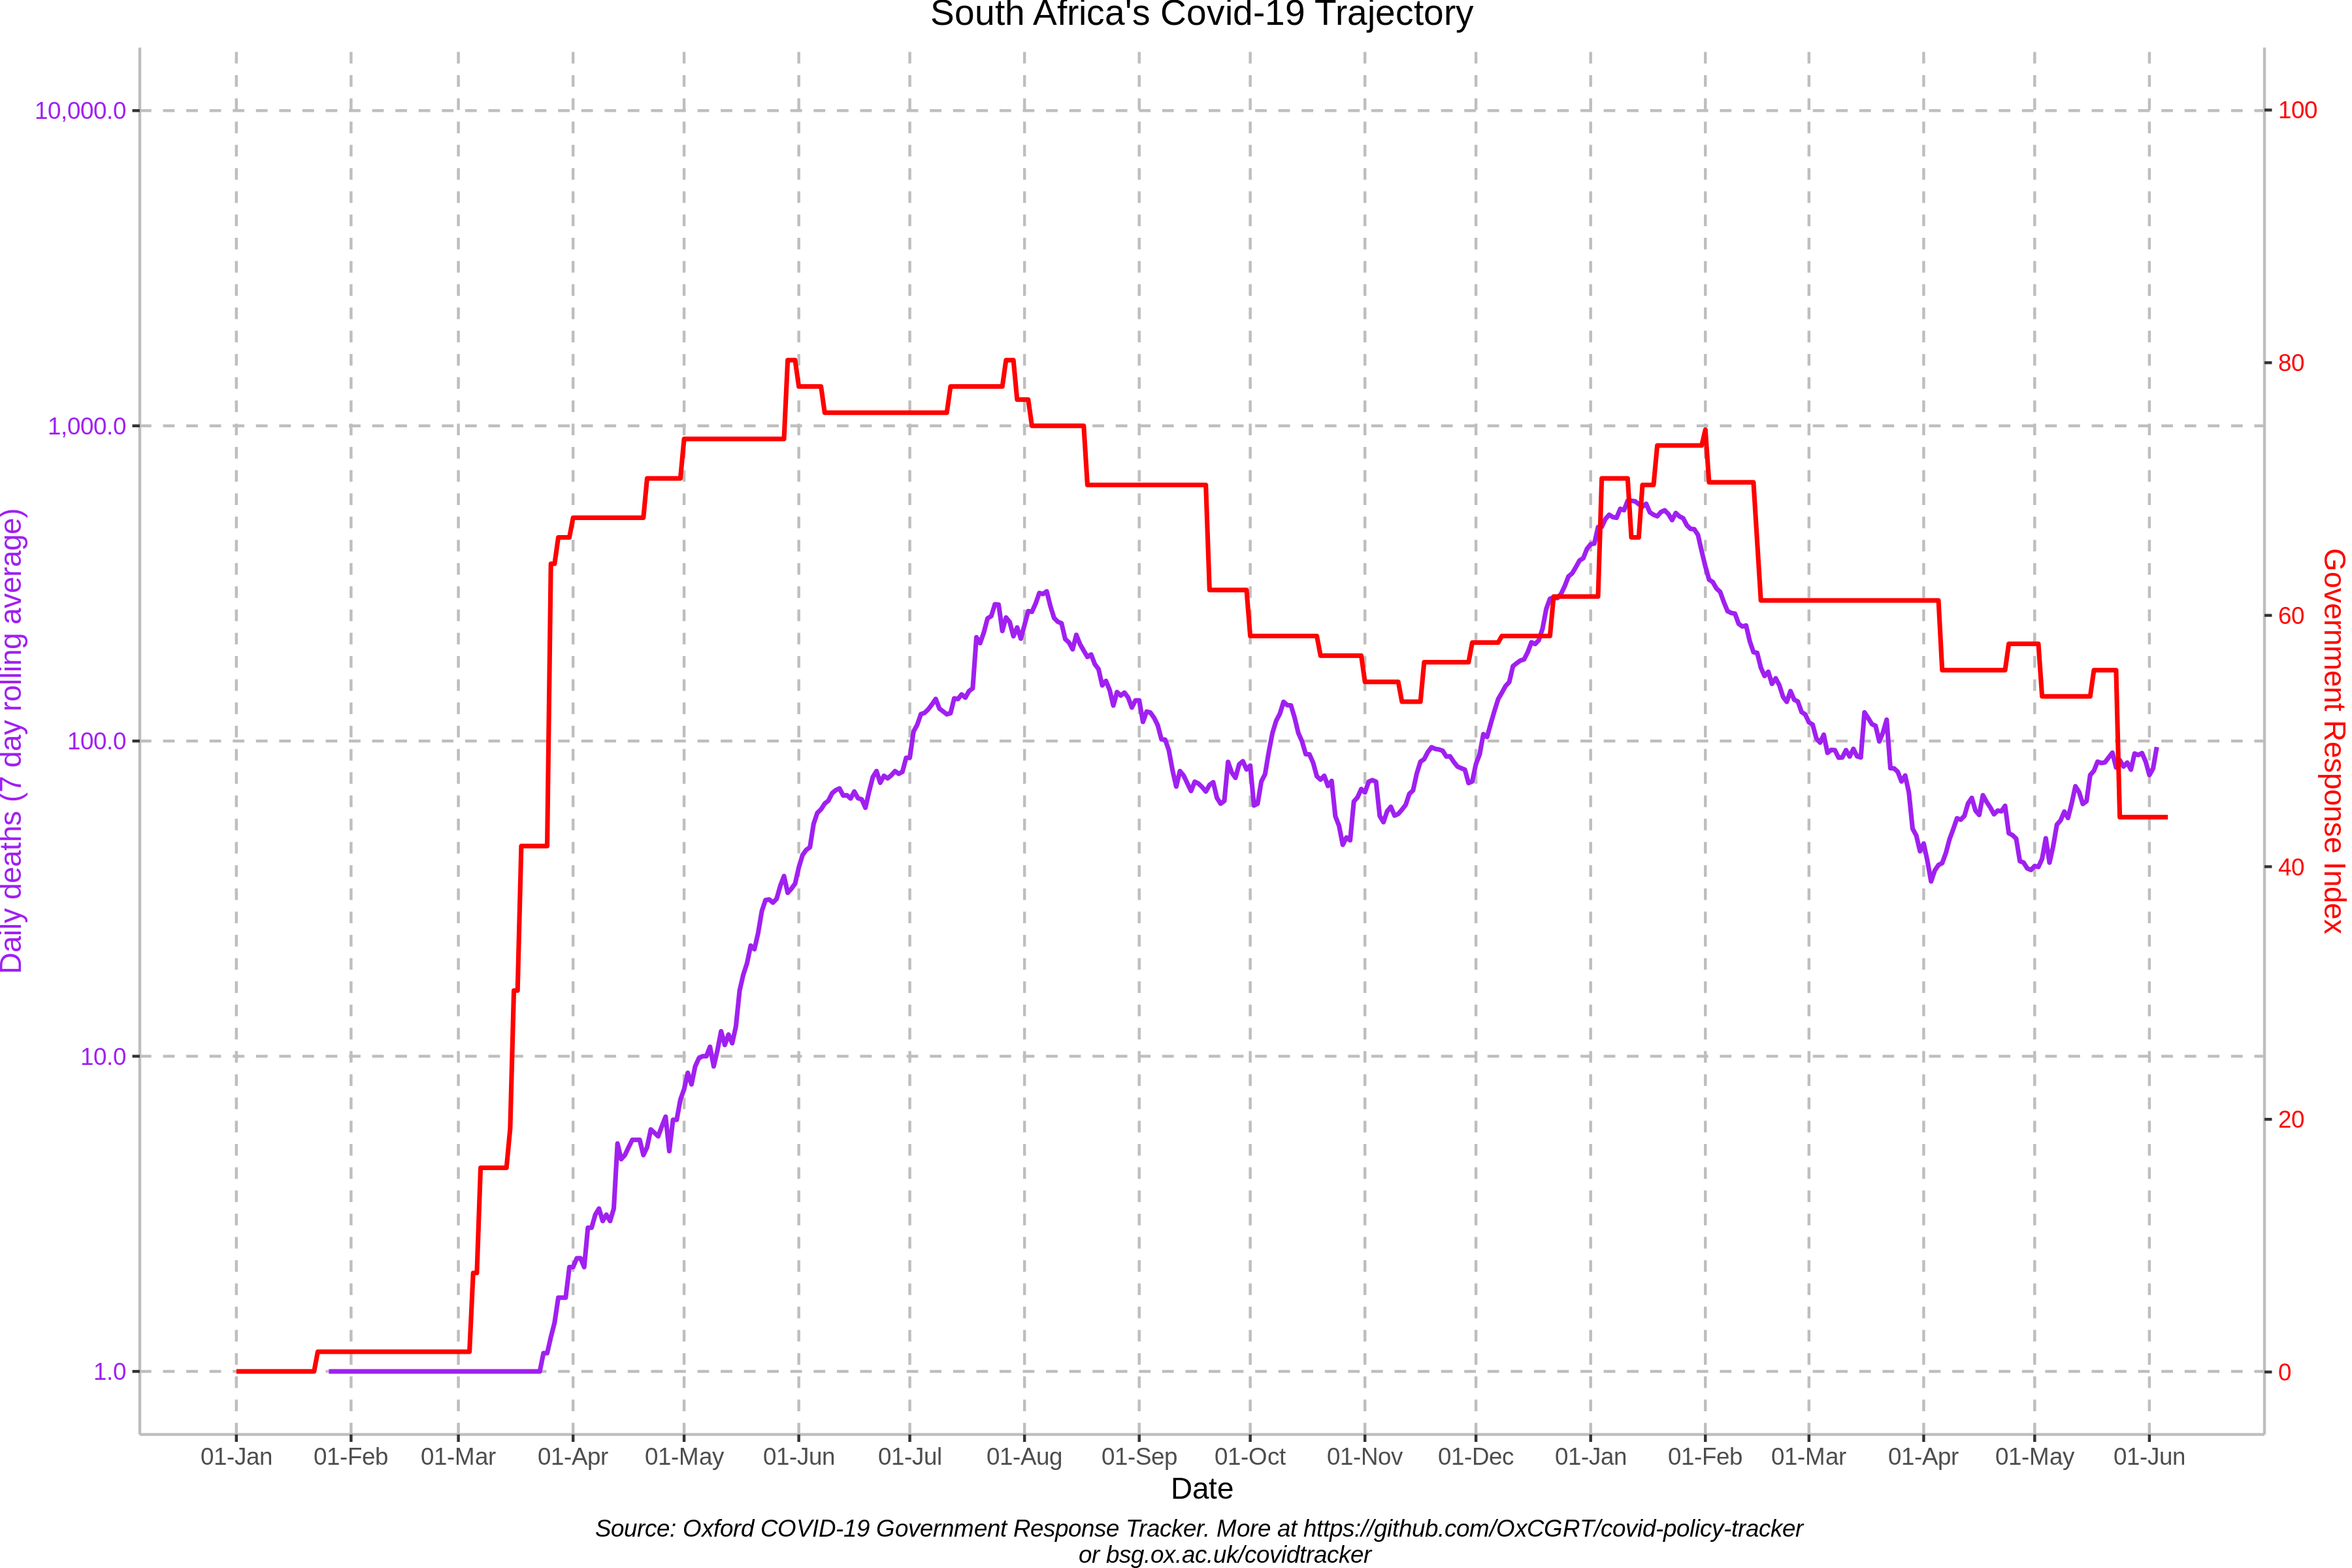 South Africa's Covid-19 Trajectory
Daily deaths (7 day rolling average)
10,000.0
1,000.0
100.0
10.0
1.0
100
80
60
40
20
0
Government Response Index
01-Jan 01-Feb 01-Mar 01-Apr 01-May 01-Jun 01-Jul 01-Aug 01-Sep 01-Oct 01-Nov 01-Dec 01-Jan 01-Feb 01-Mar 01-Apr 01-May 01-Jun
Date
Source: Oxford COVID-19 Government Response Tracker. More at https://github.com/OxCGRT/covid-policy-tracker
or bsg.ox.ac.uk/covidtracker